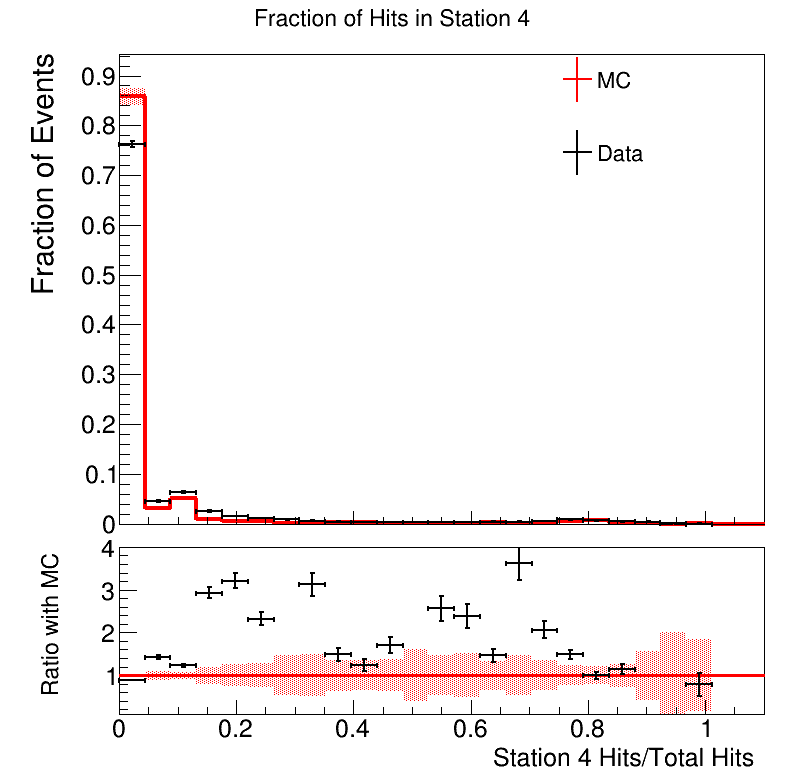 Fraction of Hits in Station 4
Fraction of Events
0.9
0.8
0.7
0.6
0.5
0.4
0.3
0.2
0.1
0
MC
Data
Ratio with MC
4
3
2
1
0 0.2 0.4 0.6 0.8 1
Station 4 Hits/Total Hits